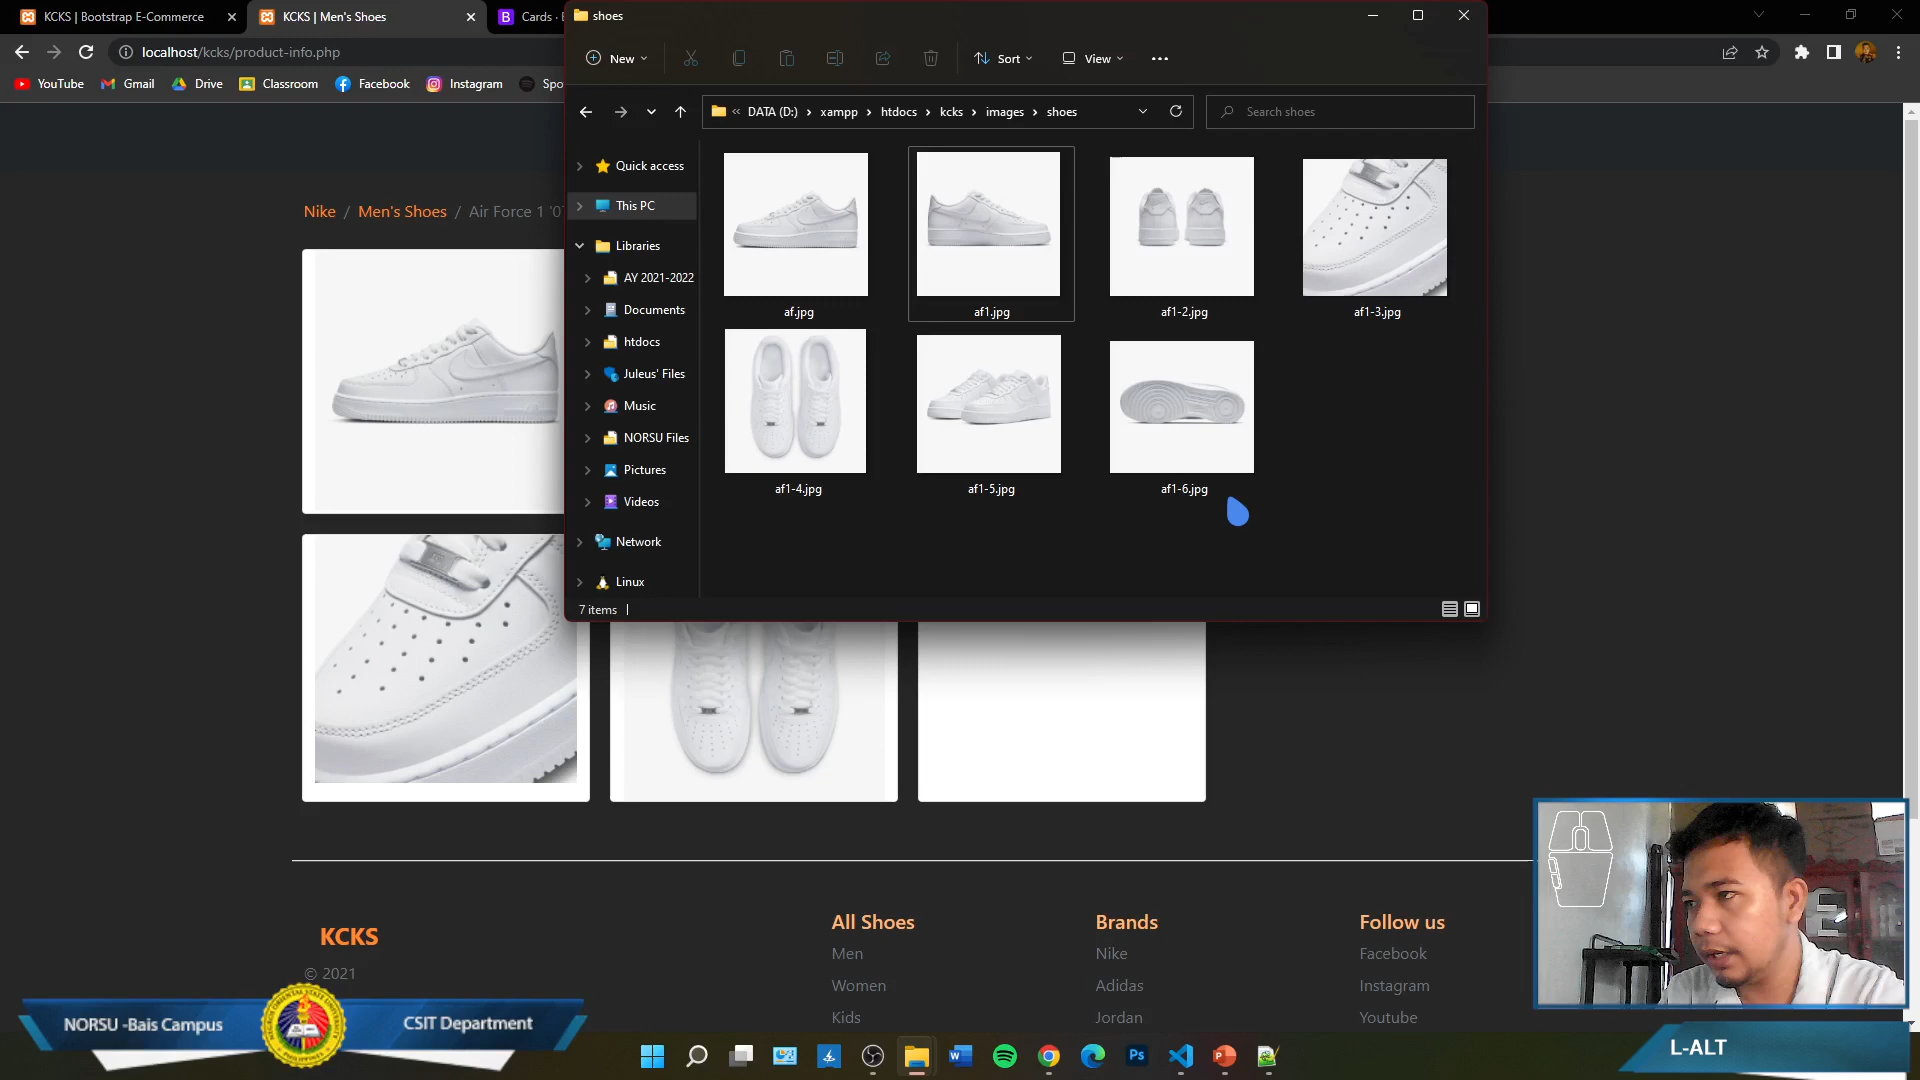 KCKS | Bootstrap E-Commerce
KCKS | Men's Shoes
Cards ·
shoes
localhost/kcks/product-info.php
New
Sort
View
YouTube
Gmail
Drive
Classroom
Facebook
Instagram
Spo
DATA (D:) › xampp › htdocs › kcks › images › shoes
Search shoes
Quick access
This PC
Libraries
AY 2021-2022
Documents
htdocs
Juleus' Files
Music
NORSU Files
Pictures
Videos
Network
Linux
af.jpg
af1.jpg
af1-2.jpg
af1-3.jpg
af1-4.jpg
af1-5.jpg
af1-6.jpg
7 items
Nike / Men's Shoes / Air Force 1 '0
KCKS
© 2021
All Shoes
Men
Women
Kids
Brands
Nike
Adidas
Jordan
Follow us
Facebook
Instagram
Youtube
NORSU -Bais Campus
CSIT Department
L-ALT